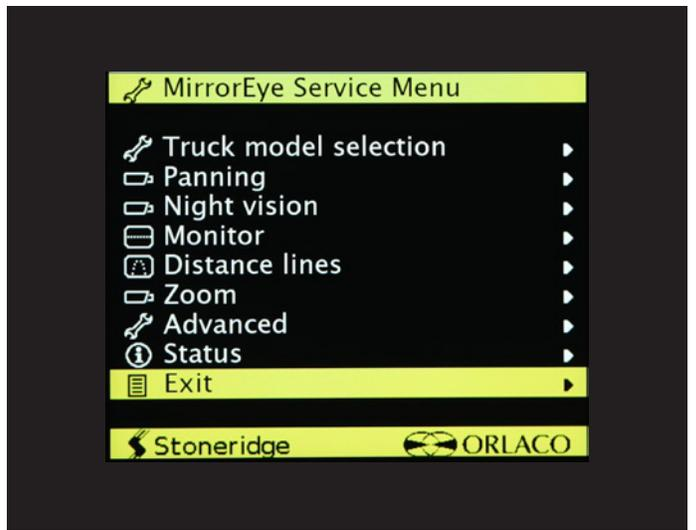 MirrorEye Service Menu
Truck model selection
Panning
Night vision
Monitor
Distance lines
Zoom
Advanced
Status
Exit
Stoneridge ORLACO